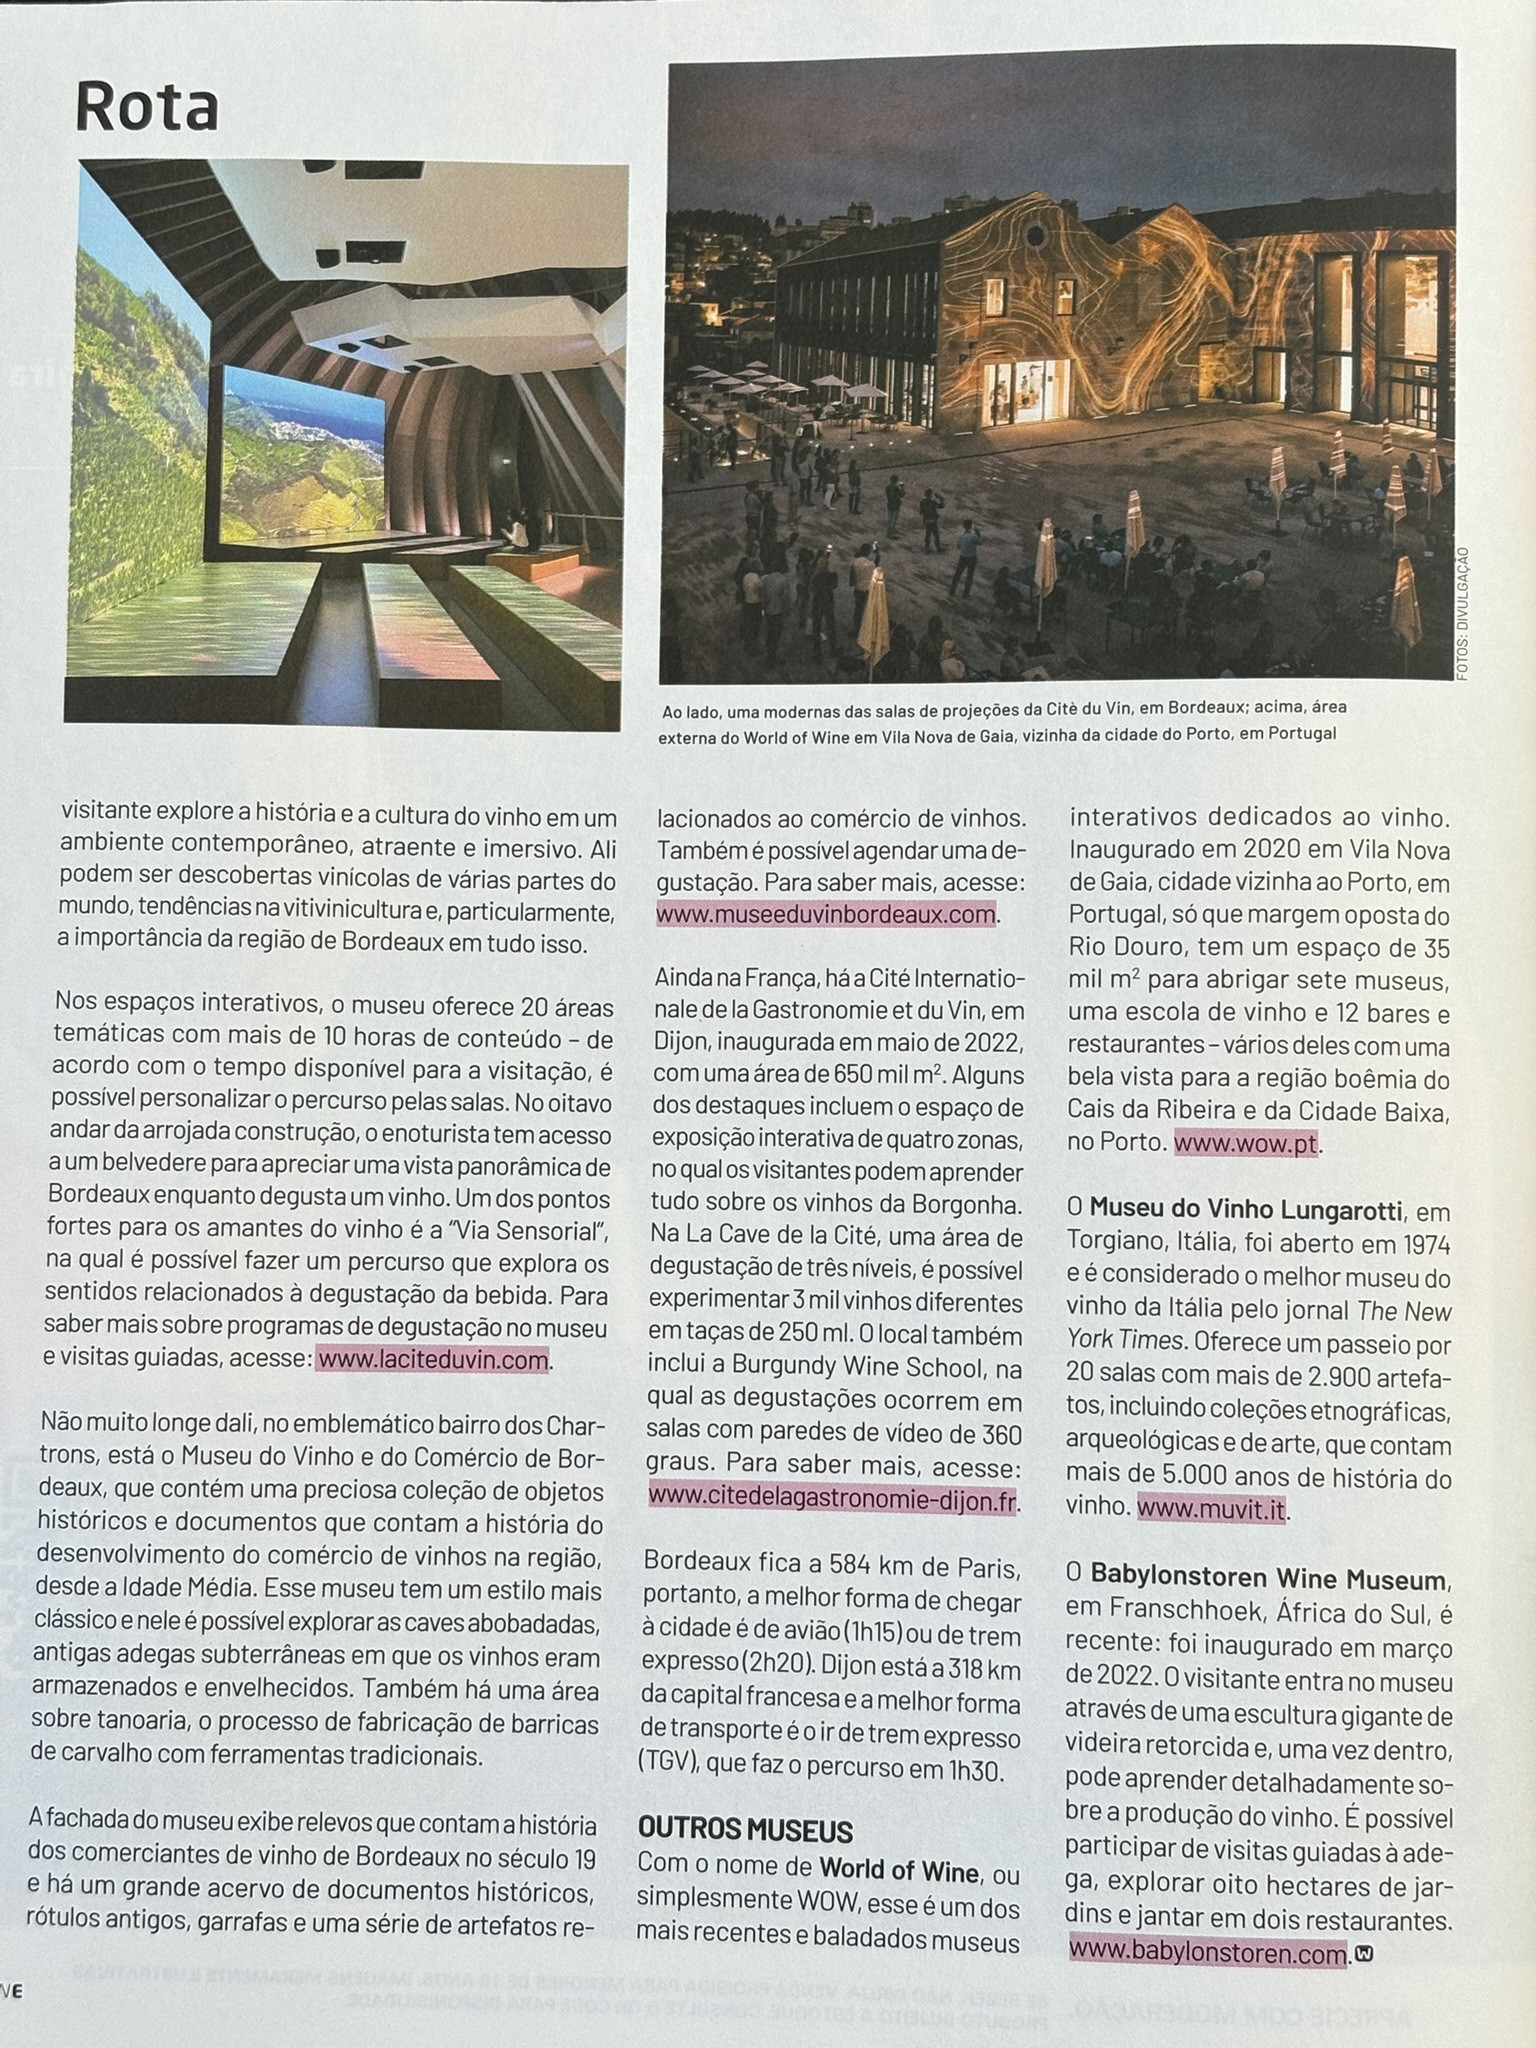 Rota
FOTOS: DIVULGAÇÃO
Ao lado, uma modernas das salas de projeções da Citè du Vin, em Bordeaux; acima, área
externa do World of Wine em Vila Nova de Gaia, vizinha da cidade do Porto, em Portugal
visitante explore a história e a cultura do vinho em um
ambiente contemporâneo, atraente e imersivo. Ali
podem ser descobertas vinícolas de várias partes do
mundo, tendências na vitivinicultura e, particularmente,
a importância da região de Bordeaux em tudo isso.
Nos espaços interativos, o museu oferece 20 áreas
temáticas com mais de 10 horas de conteúdo – de
acordo com o tempo disponível para a visitação, é
possível personalizar o percurso pelas salas. No oitavo
andar da arrojada construção, o enoturista tem acesso
a um belvedere para apreciar uma vista panorâmica de
Bordeaux enquanto degusta um vinho. Um dos pontos
fortes para os amantes do vinho é a “Via Sensorial”,
na qual é possível fazer um percurso que explora os
sentidos relacionados à degustação da bebida. Para
saber mais sobre programas de degustação no museu
e visitas guiadas, acesse: www.laciteduvin.com.
Não muito longe dali, no emblemático bairro dos Char-
trons, está o Museu do Vinho e do Comércio de Bor-
deaux, que contém uma preciosa coleção de objetos
históricos e documentos que contam a história do
desenvolvimento do comércio de vinhos na região,
desde a Idade Média. Esse museu tem um estilo mais
clássico e nele é possível explorar as caves abobadadas,
antigas adegas subterrâneas em que os vinhos eram
armazenados e envelhecidos. Também há uma área
sobre tanoaria, o processo de fabricação de barricas
de carvalho com ferramentas tradicionais.
A fachada do museu exibe relevos que contam a história
dos comerciantes de vinho de Bordeaux no século 19
e há um grande acervo de documentos históricos,
rótulos antigos, garrafas e uma série de artefatos re-
lacionados ao comércio de vinhos.
Também é possível agendar uma de-
gustação. Para saber mais, acesse:
www.museeduvinbordeaux.com.
Ainda na França, há a Cité Internatio-
nale de la Gastronomie et du Vin, em
Dijon, inaugurada em maio de 2022,
com uma área de 650 mil m². Alguns
dos destaques incluem o espaço de
exposição interativa de quatro zonas,
no qual os visitantes podem aprender
tudo sobre os vinhos da Borgonha.
Na La Cave de la Cité, uma área de
degustação de três níveis, é possível
experimentar 3 mil vinhos diferentes
em taças de 250 ml. O local também
inclui a Burgundy Wine School, na
qual as degustações ocorrem em
salas com paredes de vídeo de 360
graus. Para saber mais, acesse:
www.citedelagastronomie-dijon.fr.
Bordeaux fica a 584 km de Paris,
portanto, a melhor forma de chegar
à cidade é de avião (1h15) ou de trem
expresso (2h20). Dijon está a 318 km
da capital francesa e a melhor forma
de transporte é o ir de trem expresso
(TGV), que faz o percurso em 1h30.
OUTROS MUSEUS
Com o nome de World of Wine, ou
simplesmente WOW, esse é um dos
mais recentes e baladados museus
interativos dedicados ao vinho.
Inaugurado em 2020 em Vila Nova
de Gaia, cidade vizinha ao Porto, em
Portugal, só que margem oposta do
Rio Douro, tem um espaço de 35
mil m² para abrigar sete museus,
uma escola de vinho e 12 bares e
restaurantes – vários deles com uma
bela vista para a região boêmia do
Cais da Ribeira e da Cidade Baixa,
no Porto. www.wow.pt.
O Museu do Vinho Lungarotti, em
Torgiano, Itália, foi aberto em 1974
e é considerado o melhor museu do
vinho da Itália pelo jornal The New
York Times. Oferece um passeio por
20 salas com mais de 2.900 artefa-
tos, incluindo coleções etnográficas,
arqueológicas e de arte, que contam
mais de 5.000 anos de história do
vinho. www.muvit.it.
O Babylonstoren Wine Museum,
em Franschhoek, África do Sul, é
recente: foi inaugurado em março
de 2022. O visitante entra no museu
através de uma escultura gigante de
videira retorcida e, uma vez dentro,
pode aprender detalhadamente so-
bre a produção do vinho. É possível
participar de visitas guiadas à ade-
ga, explorar oito hectares de jar-
dins e jantar em dois restaurantes.
www.babylonstoren.com. W